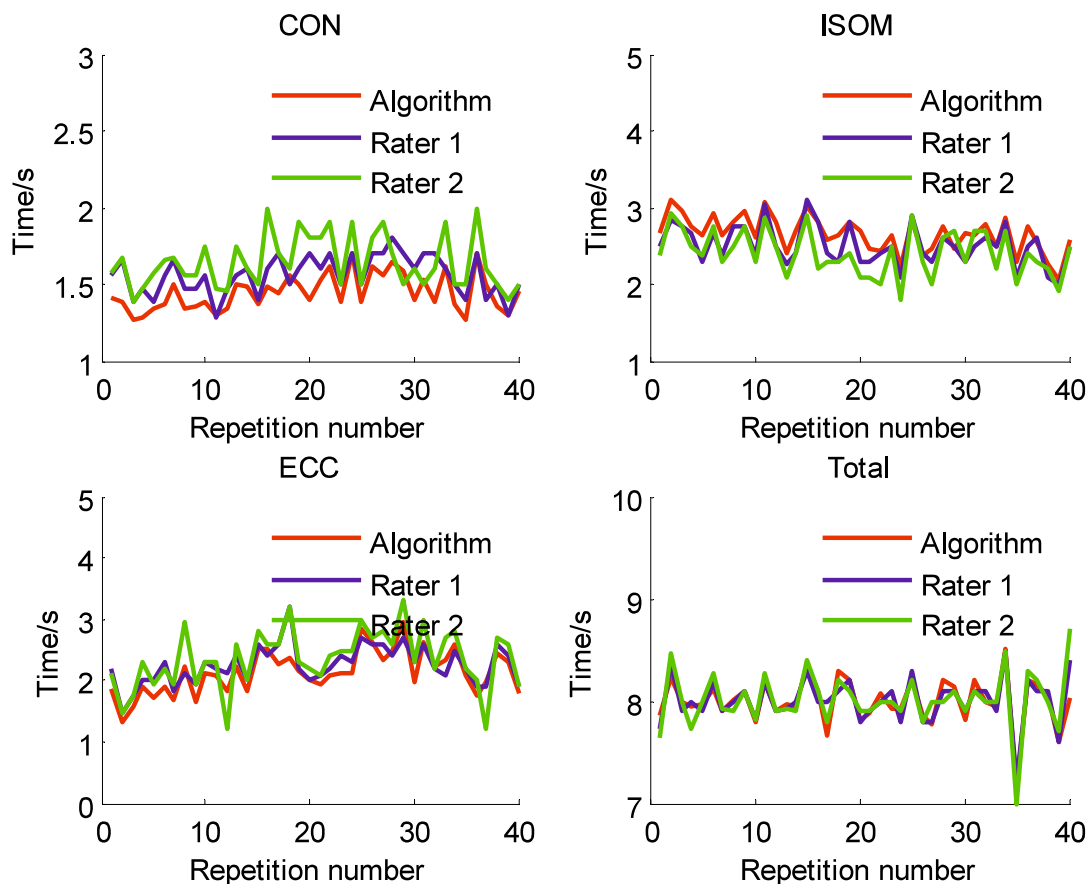 CON
3
2.5
2
1.5
1
Time/s
Algorithm
Rater 1
Rater 2
0
10
20
30
40
Repetition number
ISOM
5
4
3
2
1
Time/s
Algorithm
Rater 1
Rater 2
0
10
20
30
40
Repetition number
ECC
5
4
3
2
1
0
Time/s
Algorithm
Rater 1
Rater 2
0
10
20
30
40
Repetition number
Total
10
9
8
7
Time/s
Algorithm
Rater 1
Rater 2
0
10
20
30
40
Repetition number